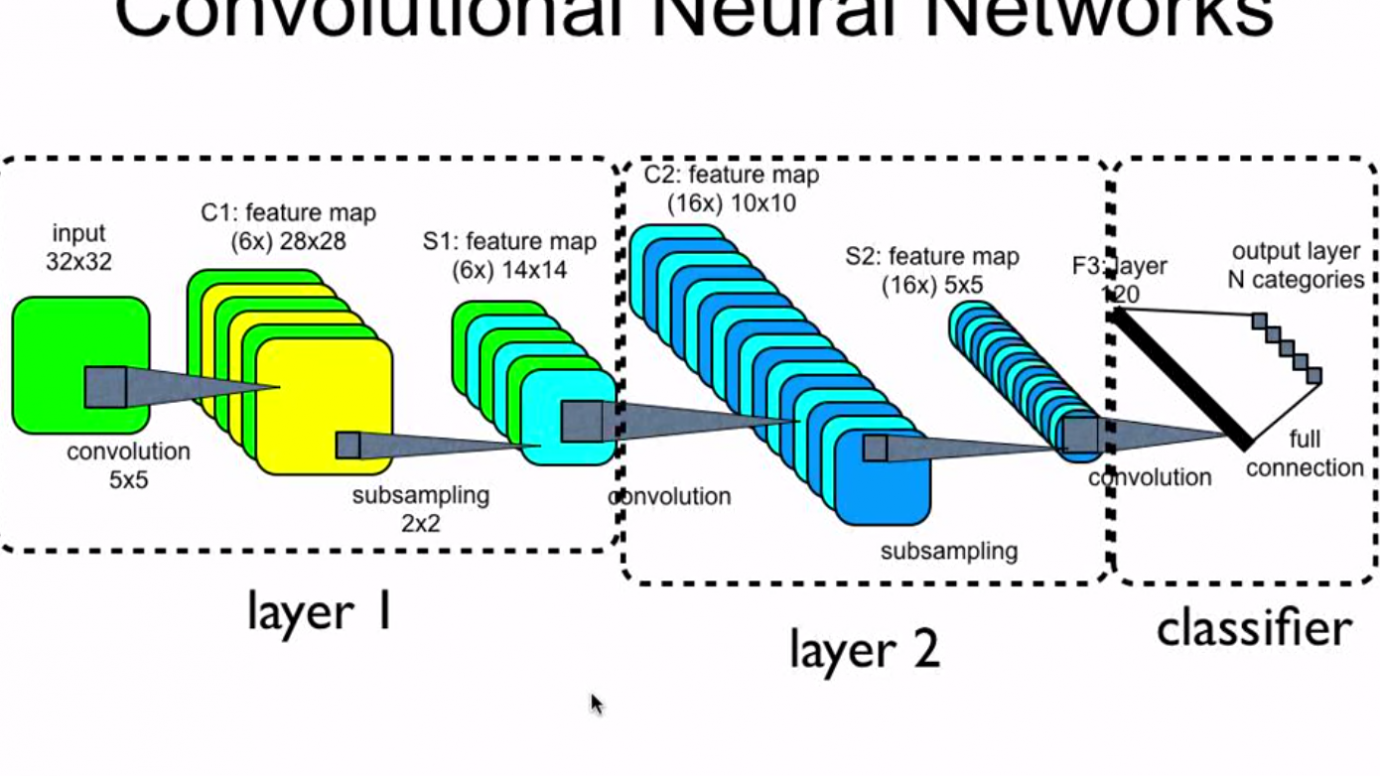 Convolutional Neural Networks
input
32x32
C1: feature map
(6x) 28x28
S1: feature map
(6x) 14x14
C2: feature map
(16x) 10x10
S2: feature map
(16x) 5x5
F3: layer
120
output layer
N categories
convolution
5x5
subsampling
2x2
convolution
subsampling
convolution
full
connection
layer 1
layer 2
classifier